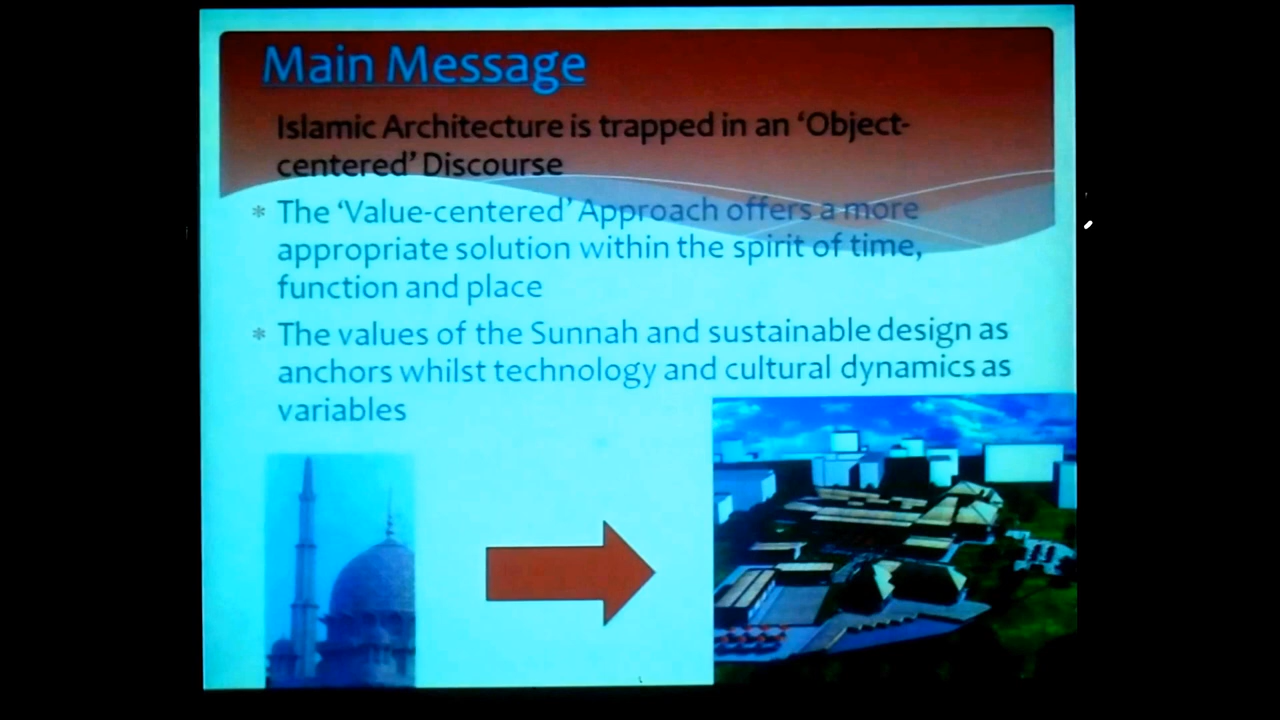 Main Message
Islamic Architecture is trapped in an ‘Object-
centered’ Discourse
* The ‘Value-centered’ Approach offers a more
appropriate solution within the spirit of time,
function and place
* The values of the Sunnah and sustainable design as
anchors whilst technology and cultural dynamics as
variables